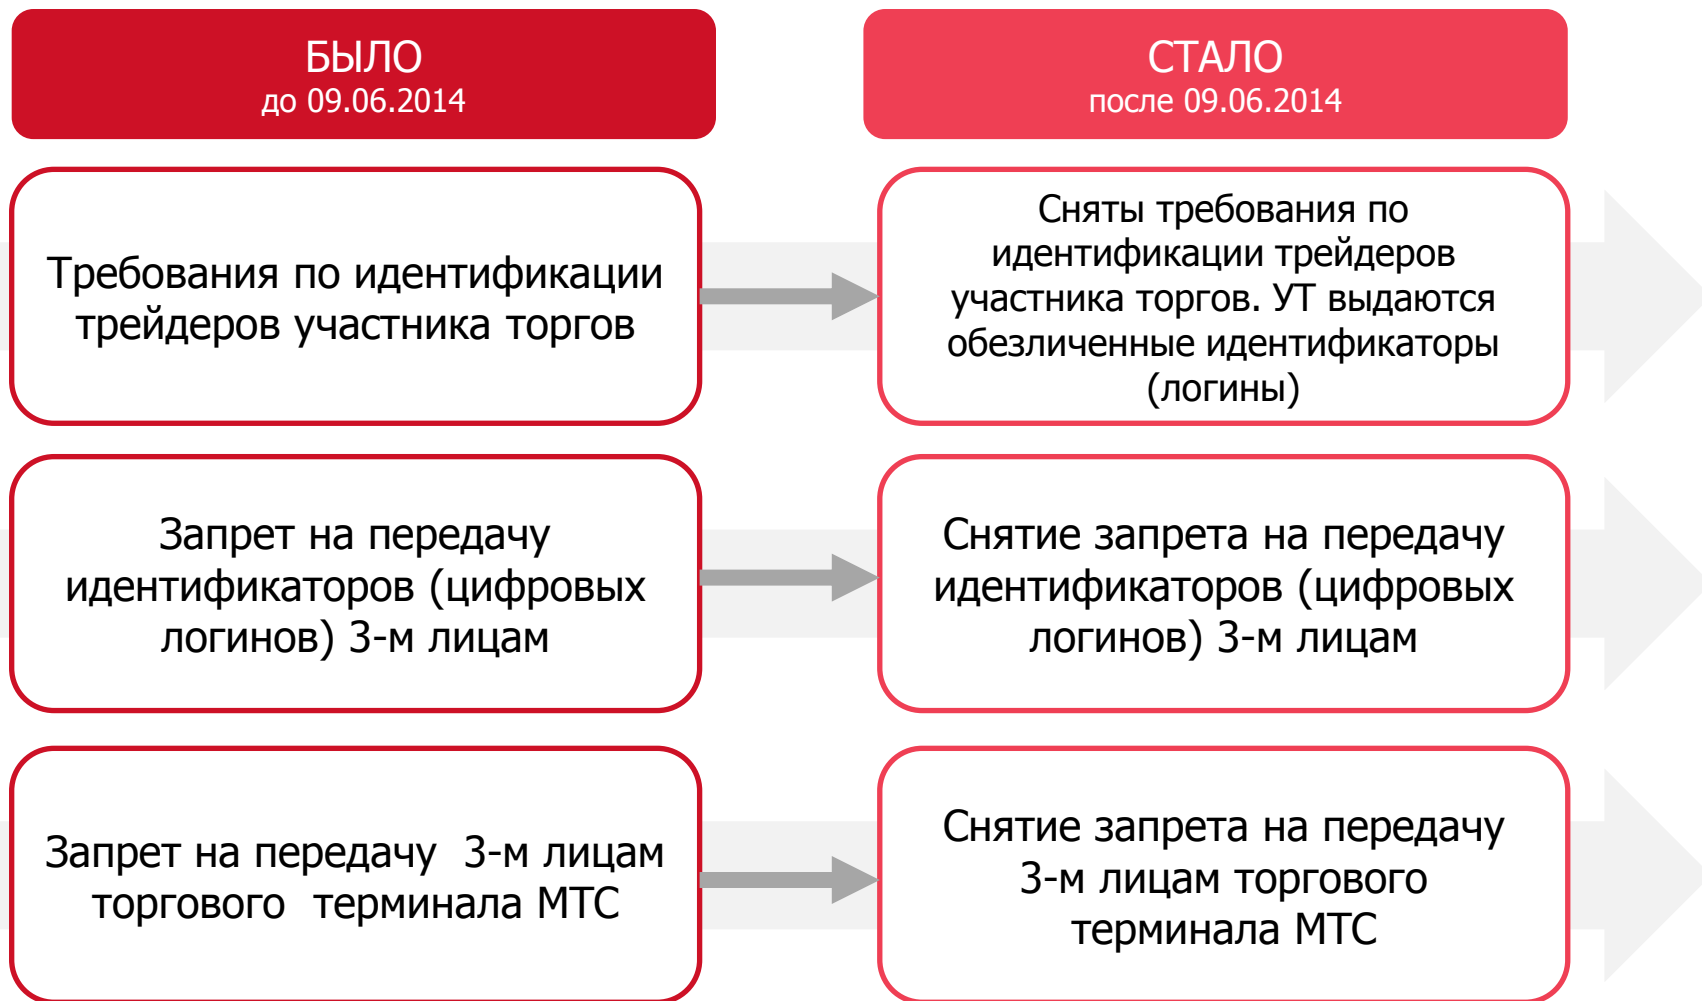 БЫЛО
до 09.06.2014
СТАЛО
после 09.06.2014
Требования по идентификации
трейдеров участника торгов
Сняты требования по
идентификации трейдеров
участника торгов. УТ выдаются
обезличенные идентификаторы
(логины)
Запрет на передачу
идентификаторов (цифровых
логинов) 3-м лицам
Снятие запрета на передачу
идентификаторов (цифровых
логинов) 3-м лицам
Запрет на передачу 3-м лицам
торгового терминала МТС
Снятие запрета на передачу
3-м лицам торгового
терминала МТС